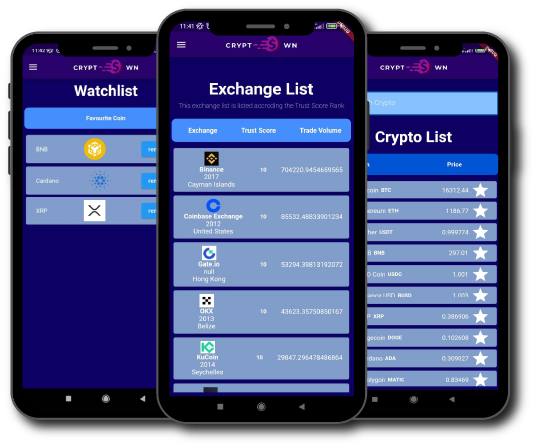 11:42
CRYPT S WN
Watchlist
Favourite Coin
BNB
Cardano
XRP
11:41
CRYPT S WN
Exchange List
This exchange list is listed accroding the Trust Score Rank
Exchange Trust Score Trade Volume
Binance
2017
Cayman Islands
10 704220.9454659565
Coinbase Exchange
2012
United States
10 85532.48833901234
Gate.io
null
Hong Kong
10 53294.39813192072
OKX
2013
Belize
10 43623.35750850167
KuCoin
2014
Seychelles
10 29847.296478486864
CRYPT S WN
Crypto
Crypto List
Price
coin BTC 16312.44
ereum ETH 1186.77
her USDT 0.999774
B BNB 297.01
D Coin USDC 1.001
ance USD BUSD 1.003
P XRP 0.386906
gecoin DOGE 0.102608
rdano ADA 0.309027
olygon MATIC 0.83469